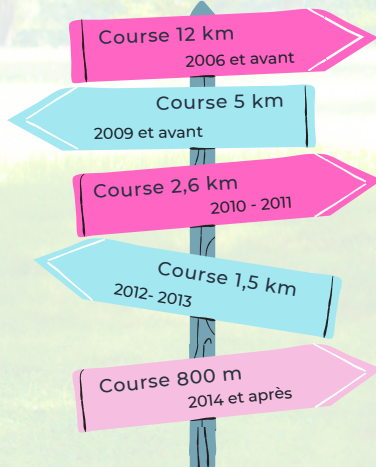 Course 12 km
2006 et avant
Course 5 km
2009 et avant
Course 2,6 km
2010 - 2011
Course 1,5 km
2012- 2013
Course 800 m
2014 et après